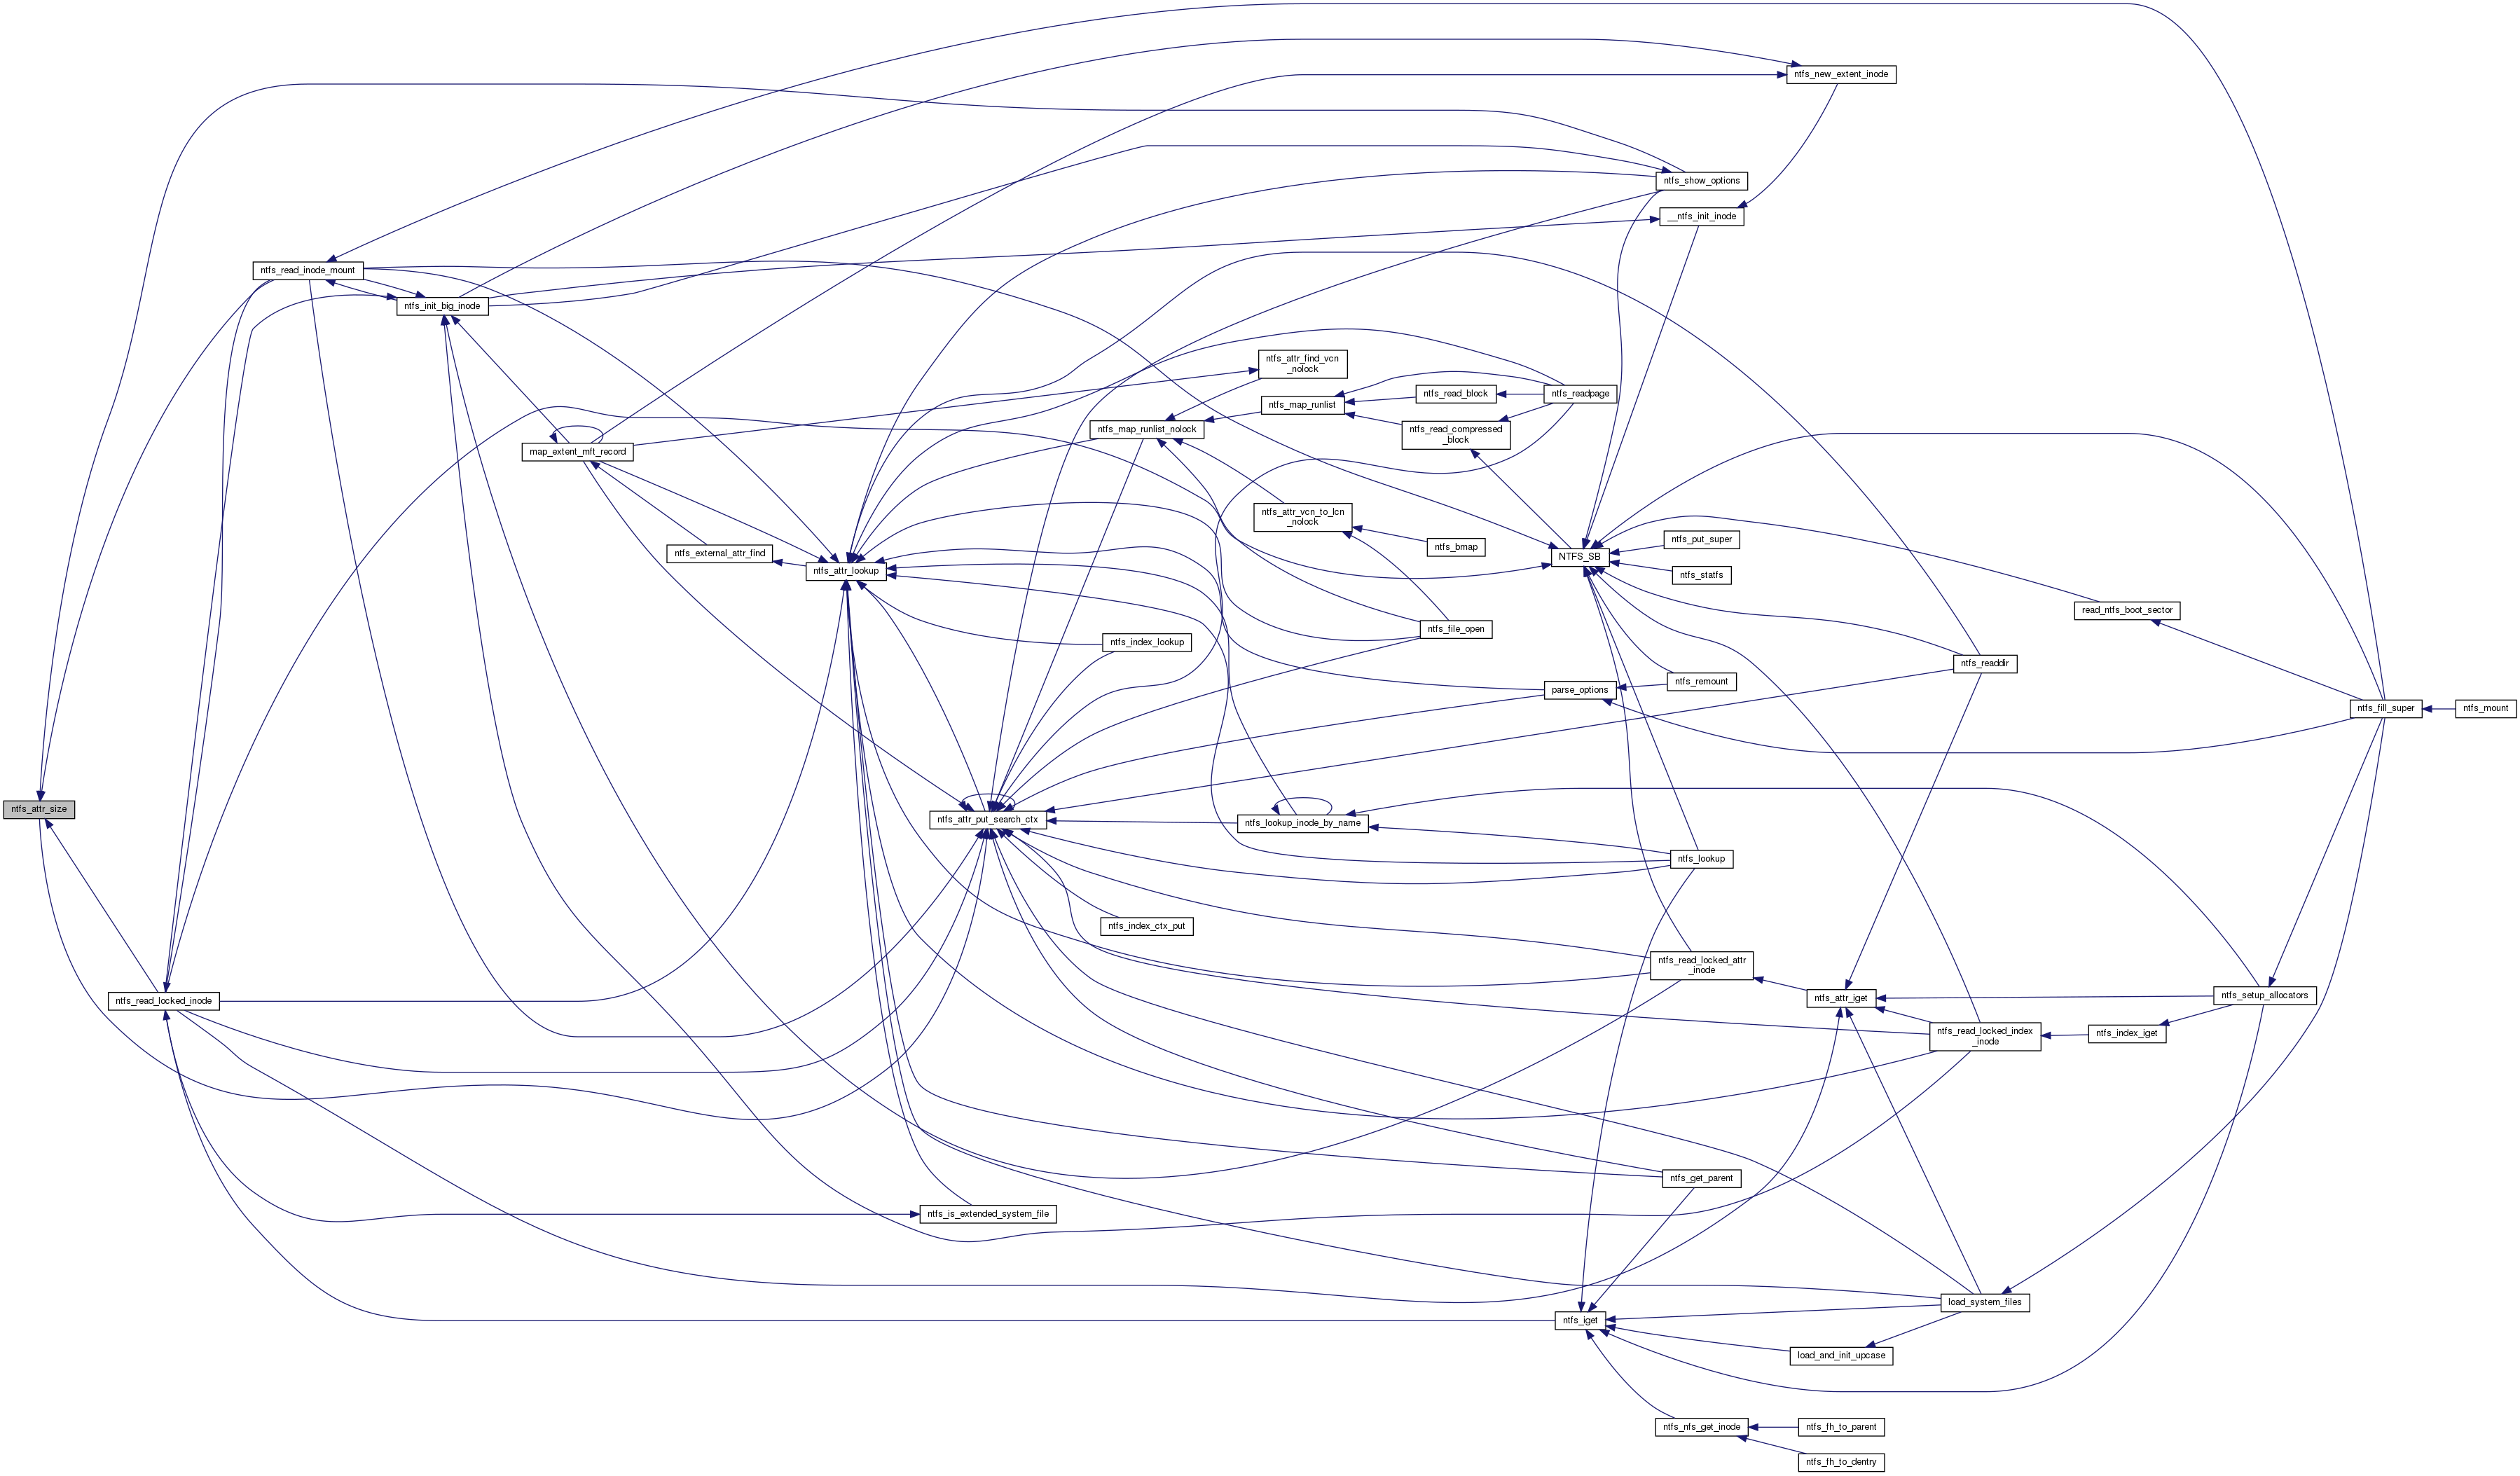 ntfs_new_extent_inode
ntfs_show_options
__ntfs_init_inode
ntfs_read_inode_mount
ntfs_init_big_inode
ntfs_attr_find_vcn
_nolock
ntfs_read_block
ntfs_readpage
ntfs_map_runlist
ntfs_map_runlist_nolock
ntfs_read_compressed
_block
map_extent_mft_record
ntfs_attr_vcn_to_lcn
_nolock
ntfs_put_super
ntfs_bmap
ntfs_external_attr_find
NTFS_SB
ntfs_attr_lookup
ntfs_statfs
read_ntfs_boot_sector
ntfs_file_open
ntfs_index_lookup
ntfs_readdir
ntfs_remount
parse_options
ntfs_fill_super
ntfs_mount
ntfs_attr_size
ntfs_attr_put_search_ctx
ntfs_lookup_inode_by_name
ntfs_lookup
ntfs_index_ctx_put
ntfs_read_locked_attr
_inode
ntfs_setup_allocators
ntfs_attr_iget
ntfs_read_locked_inode
ntfs_read_locked_index
_inode
ntfs_index_iget
ntfs_get_parent
ntfs_is_extended_system_file
load_system_files
ntfs_iget
load_and_init_upcase
ntfs_nfs_get_inode
ntfs_fh_to_parent
ntfs_fh_to_dentry